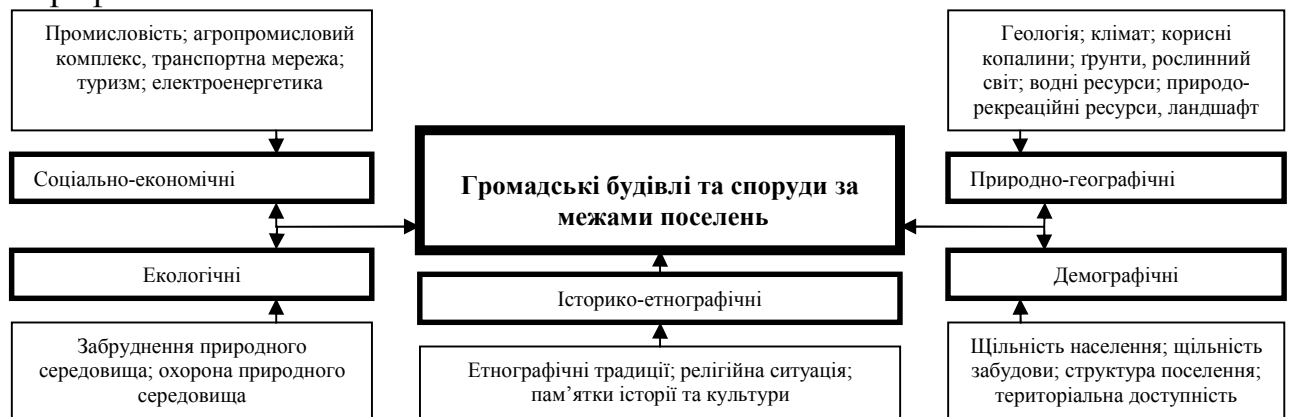 Промисловість; агропромисловий
комплекс, транспортна мережа;
туризм; електроенергетика
Геологія; клімат; корисні
копалини; ґрунти, рослинний
світ; водні ресурси; природо-
рекреаційні ресурси, ландшафт
Соціально-економічні
Громадські будівлі та споруди за
межами поселень
Природно-географічні
Екологічні
Історико-етнографічні
Демографічні
Забруднення природного
середовища; охорона природного
середовища
Етнографічні традиції; релігійна ситуація;
пам’ятки історії та культури
Щільність населення; щільність
забудови; структура поселення;
територіальна доступність